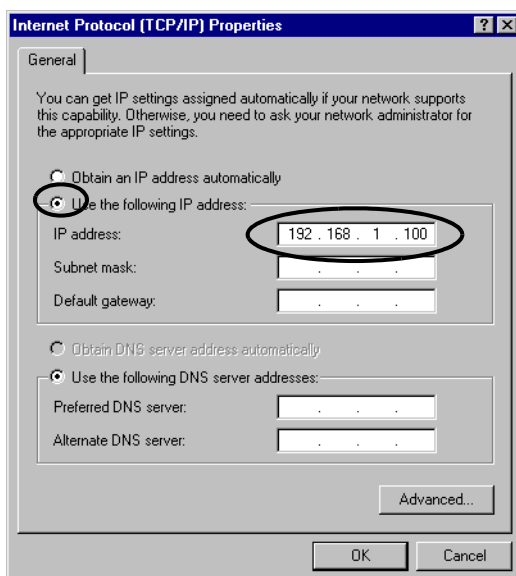 Internet Protocol (TCP/IP) Properties
General
You can get IP settings assigned automatically if your network supports
this capability. Otherwise, you need to ask your network administrator for
the appropriate IP settings.
Obtain an IP address automatically
Use the following IP address:
IP address: 192 . 168 . 1 . 100
Subnet mask: . . .
Default gateway: . . .
Obtain DNS server address automatically
Use the following DNS server addresses:
Preferred DNS server: . . .
Alternate DNS server: . . .
Advanced...
OK Cancel